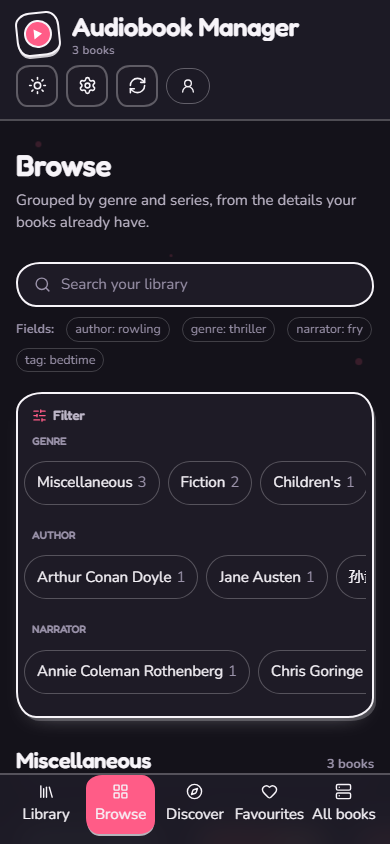 Audiobook Manager
3 books
Browse
Grouped by genre and series, from the details your
books already have.
Search your library
Fields: author: rowling genre: thriller narrator: fry
tag: bedtime
Filter
GENRE
Miscellaneous 3 Fiction 2 Children's 1
AUTHOR
Arthur Conan Doyle 1 Jane Austen 1 孙
NARRATOR
Annie Coleman Rothenberg 1 Chris Goringe
Miscellaneous 3 books
Library Browse Discover Favourites All books